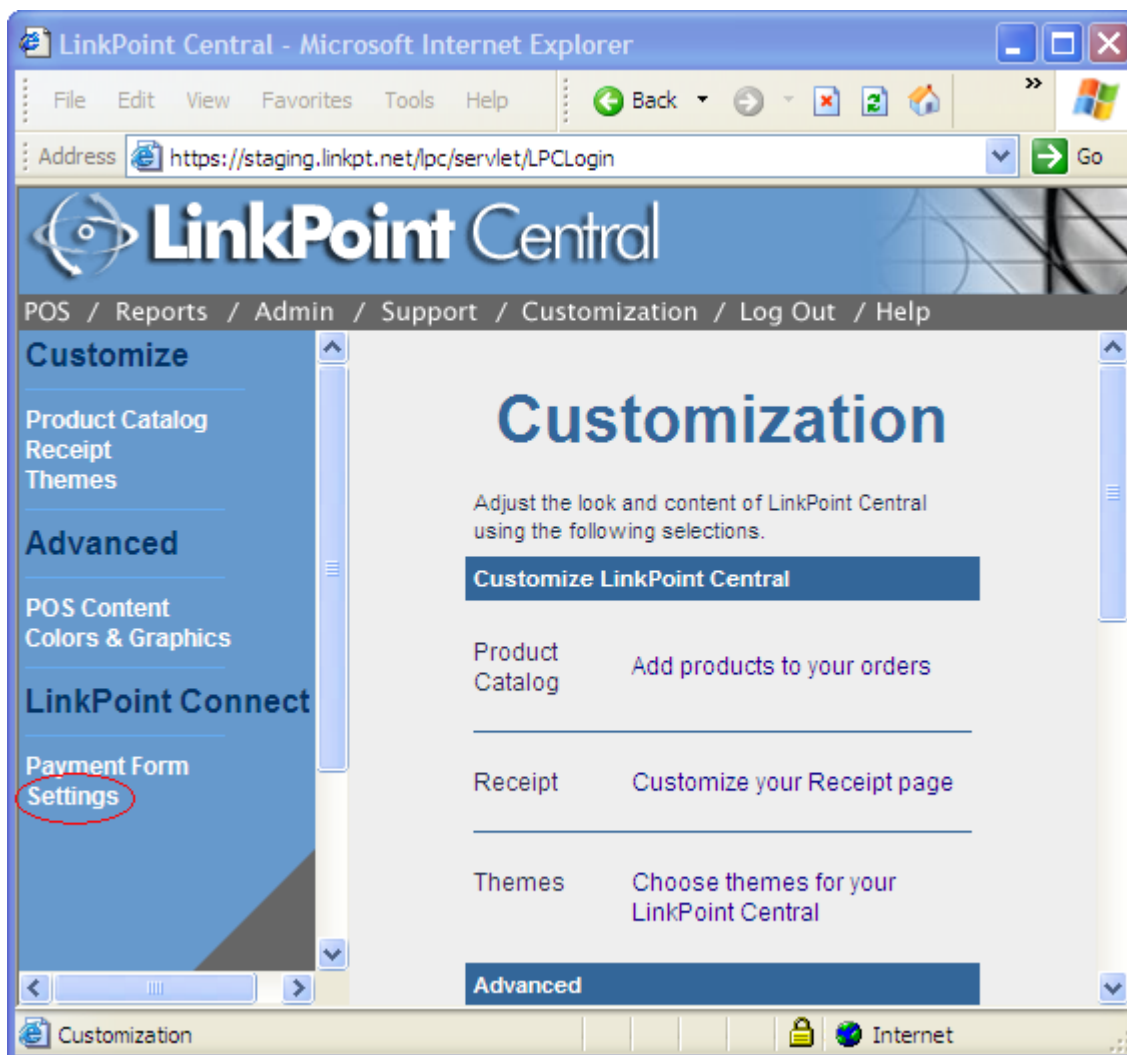 LinkPoint Central - Microsoft Internet Explorer
File Edit View Favorites Tools Help Back »
Address https://staging.linkpt.net/lpc/servlet/LPCLogin Go
LinkPoint Central
POS / Reports / Admin / Support / Customization / Log Out / Help
Customize
Product Catalog
Receipt
Themes
Advanced
POS Content
Colors & Graphics
LinkPoint Connect
Payment Form
Settings
Customization
Adjust the look and content of LinkPoint Central
using the following selections.
Customize LinkPoint Central
Product
Catalog
Add products to your orders
Receipt
Customize your Receipt page
Themes
Choose themes for your
LinkPoint Central
Advanced
Customization Internet